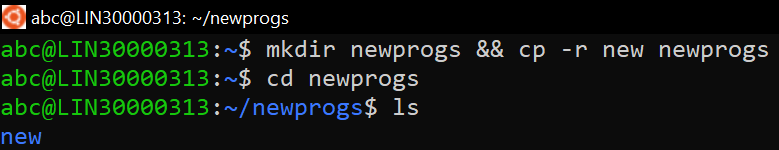 abc@LIN30000313: ~/newprogs
abc@LIN30000313:~$ mkdir newprogs && cp -r new newprogs
abc@LIN30000313:~$ cd newprogs
abc@LIN30000313:~/newprogs$ ls
new